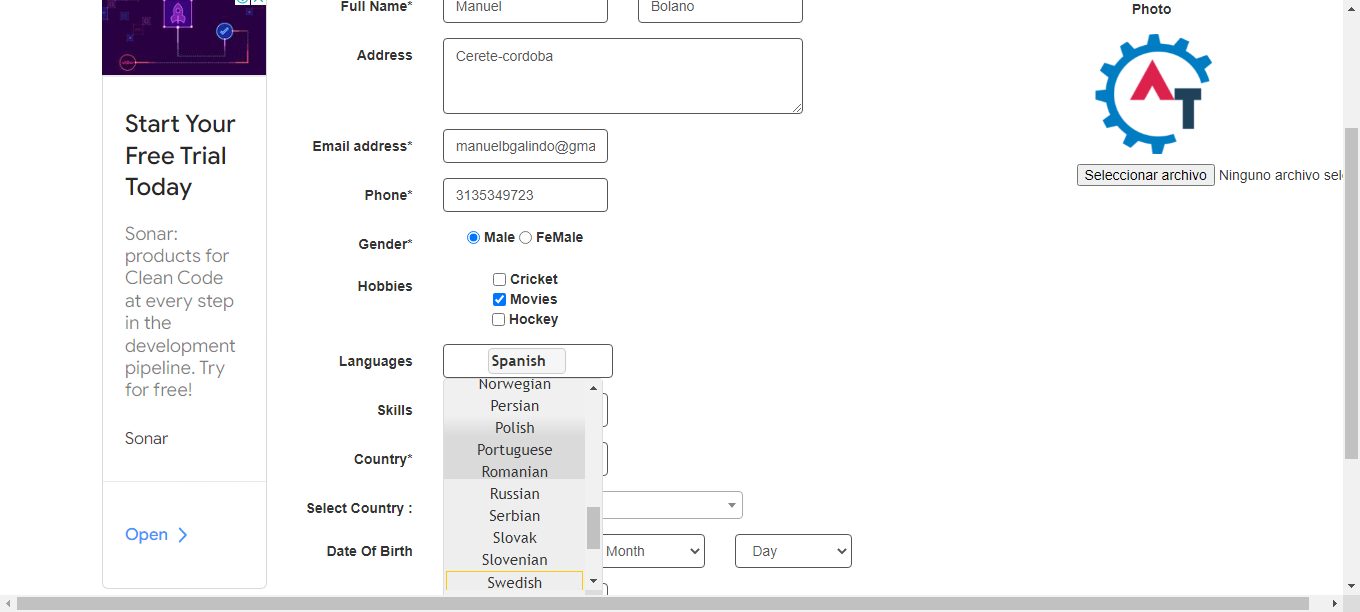 Full Name*
Manuel
Bolano
Photo
Address
Cerete-cordoba
Email address*
manuelbgalindo@gma
Seleccionar archivo
Ninguno archivo sel
Phone*
3135349723
Gender*
Male
FeMale
Hobbies
Cricket
Movies
Hockey
Languages
Spanish
Norwegian
Persian
Polish
Portuguese
Romanian
Russian
Serbian
Slovak
Slovenian
Swedish
Skills
Country*
Select Country :
Date Of Birth
Month
Day
Start Your
Free Trial
Today
Sonar:
products for
Clean Code
at every step
in the
development
pipeline. Try
for free!
Sonar
Open
AT